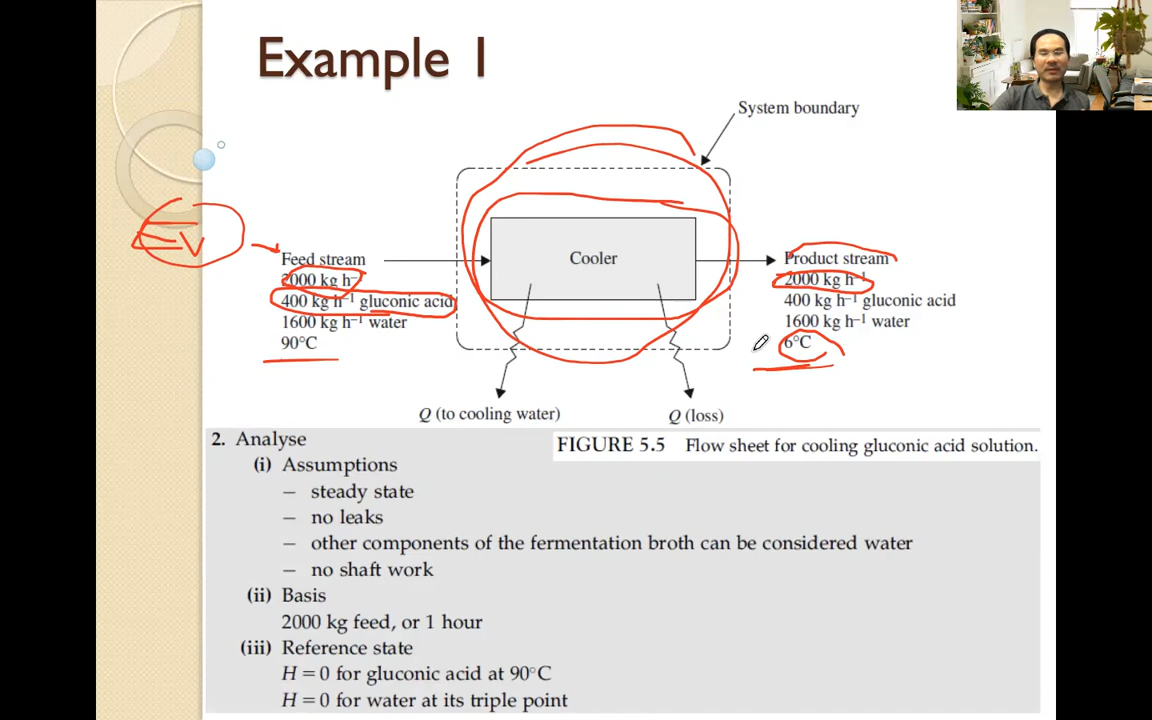 Example 1
System boundary
Cooler
EV
Feed stream
2000 kg h⁻¹
400 kg h⁻¹ gluconic acid
1600 kg h⁻¹ water
90°C
Product stream
2000 kg h⁻¹
400 kg h⁻¹ gluconic acid
1600 kg h⁻¹ water
6°C
Q (to cooling water)
Q (loss)
FIGURE 5.5 Flow sheet for cooling gluconic acid solution.
2. Analyse
(i) Assumptions
– steady state
– no leaks
– other components of the fermentation broth can be considered water
– no shaft work
(ii) Basis
2000 kg feed, or 1 hour
(iii) Reference state
H = 0 for gluconic acid at 90°C
H = 0 for water at its triple point